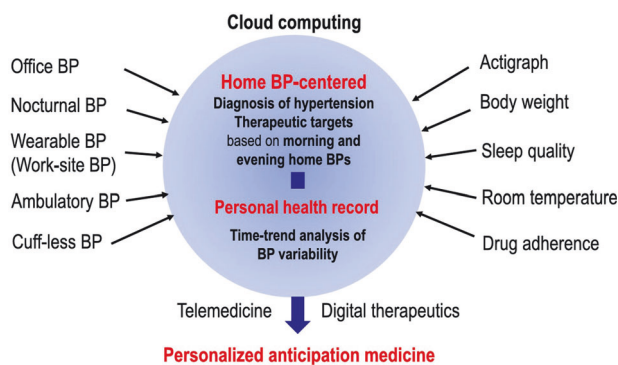 Cloud computing
Office BP
Nocturnal BP
Wearable BP
(Work-site BP)
Ambulatory BP
Cuff-less BP
Home BP-centered
Diagnosis of hypertension
Therapeutic targets
based on morning and
evening home BPs
Personal health record
Time-trend analysis of
BP variability
Actigraph
Body weight
Sleep quality
Room temperature
Drug adherence
Telemedicine
Digital therapeutics
Personalized anticipation medicine